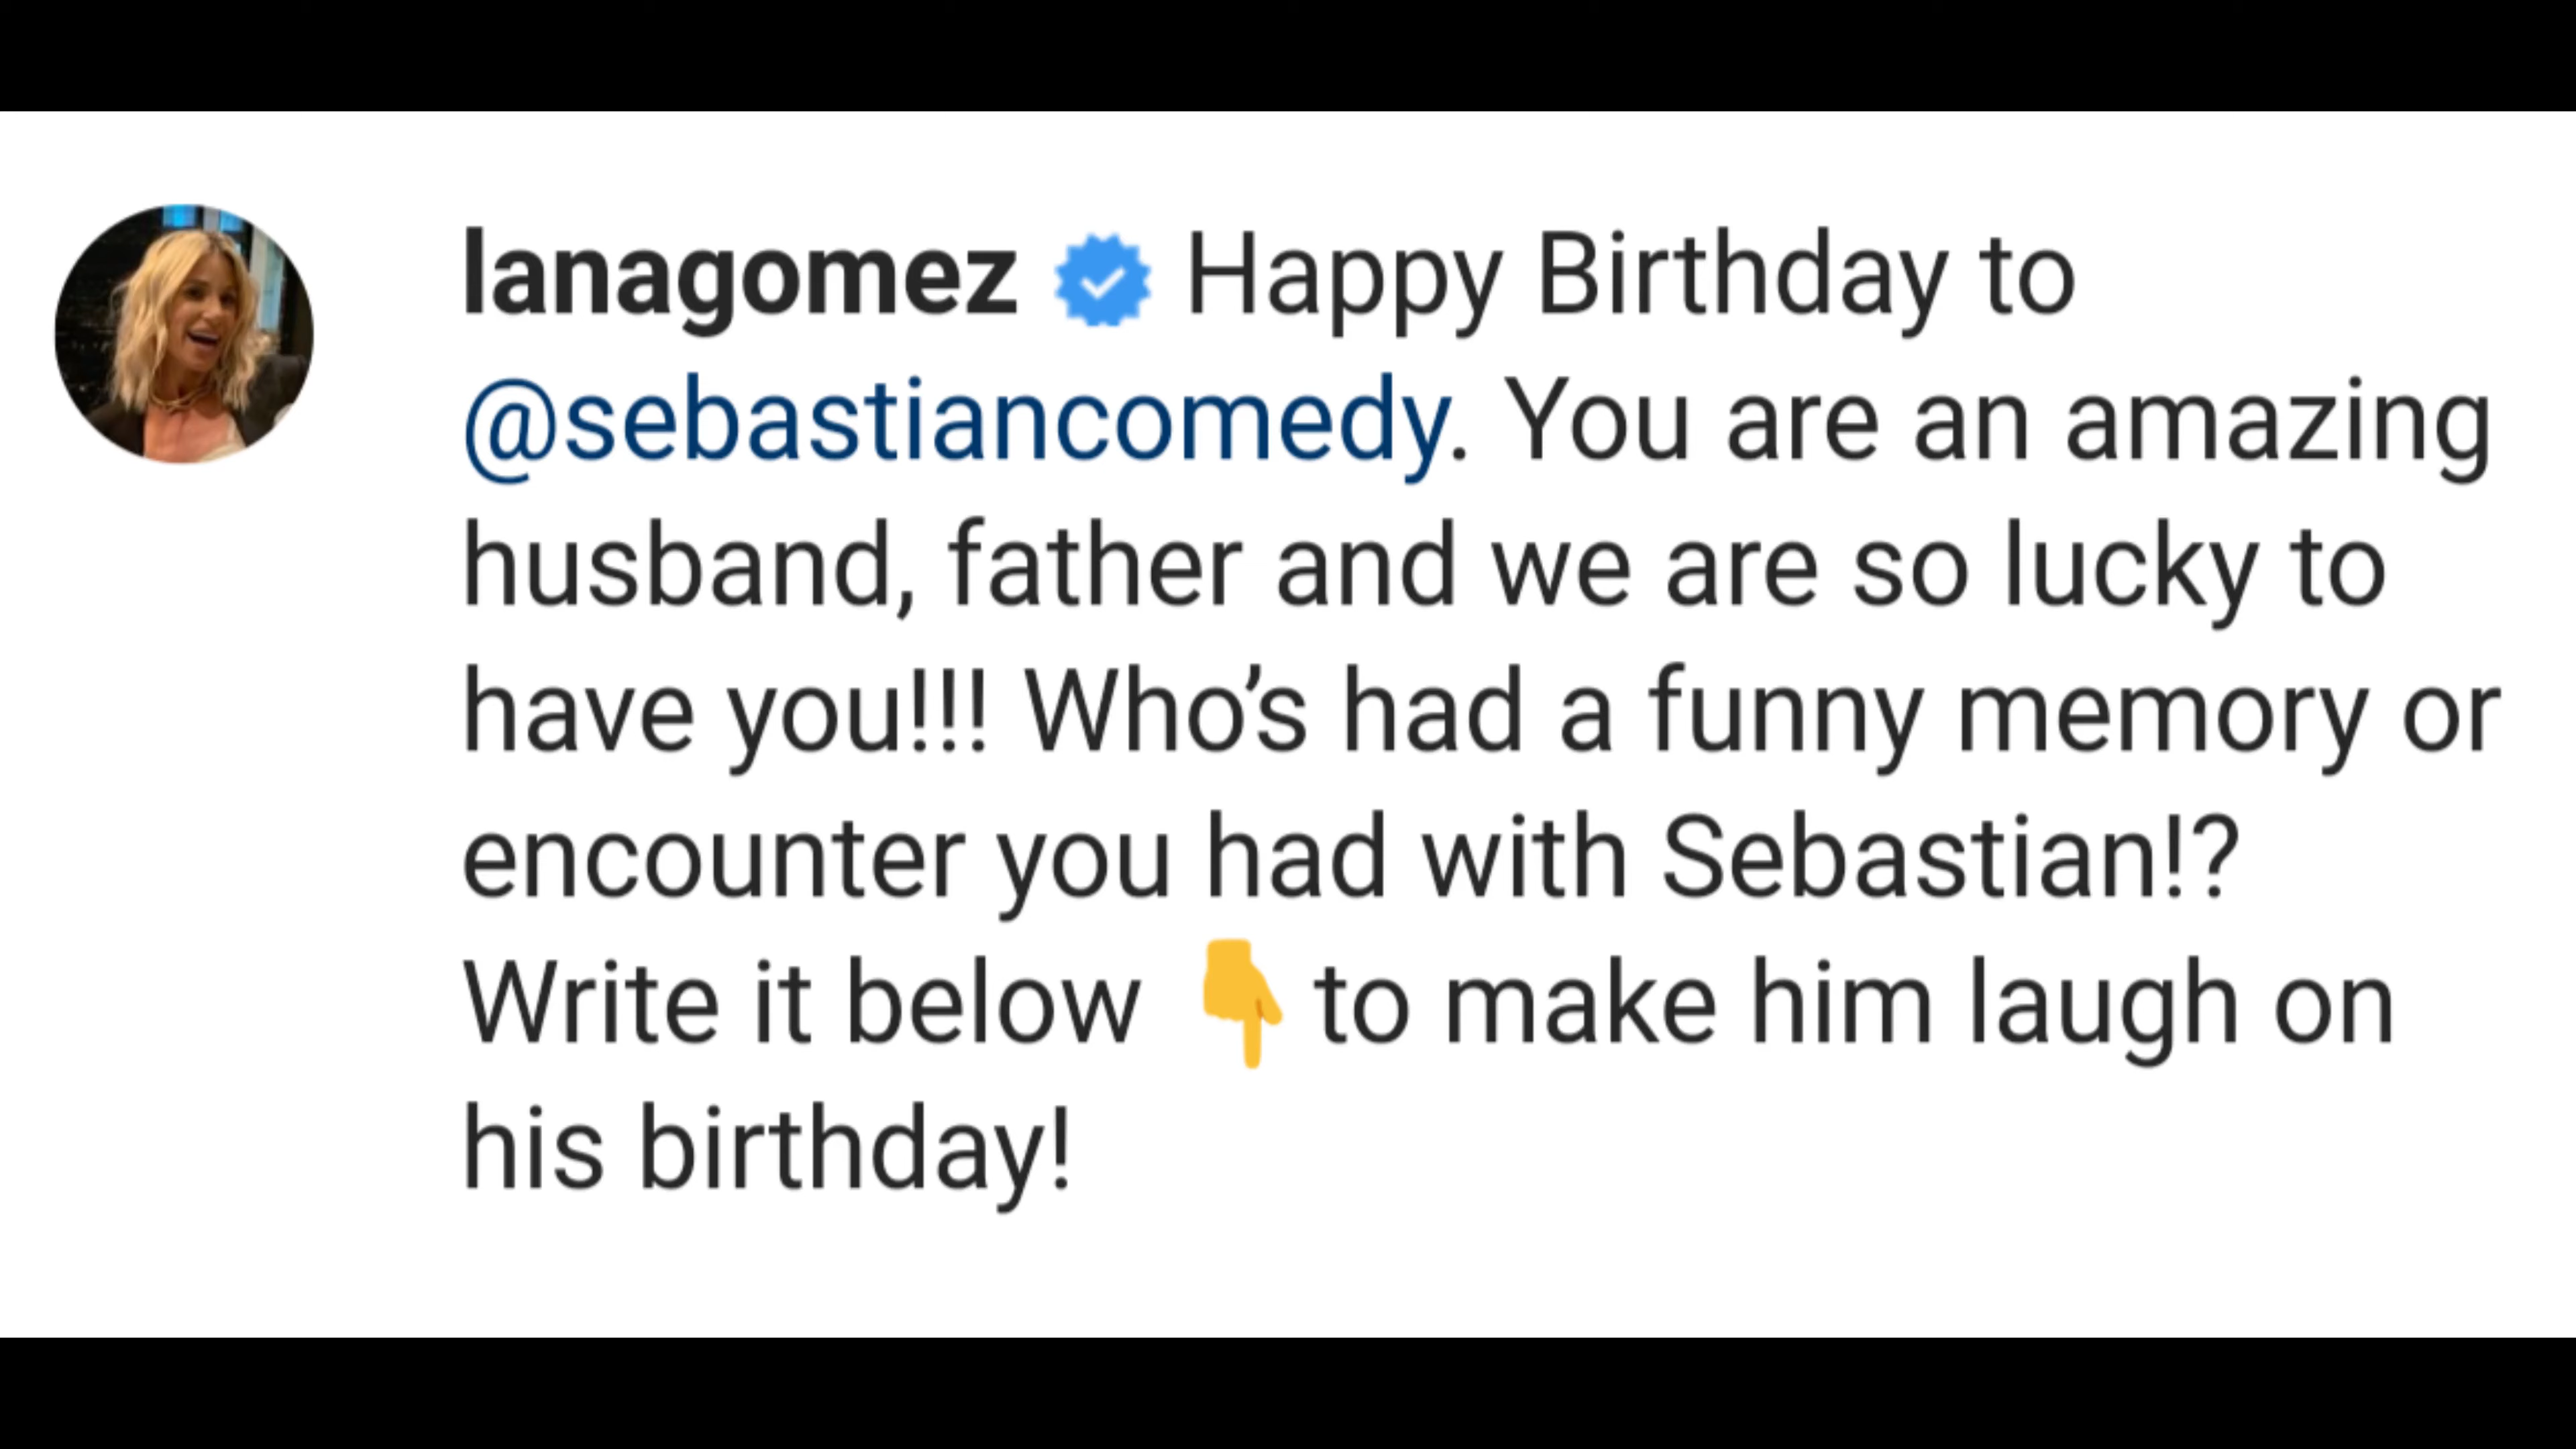 lanagomez Happy Birthday to
@sebastiancomedy. You are an amazing
husband, father and we are so lucky to
have you!!! Who’s had a funny memory or
encounter you had with Sebastian!?
Write it below 👇 to make him laugh on
his birthday!